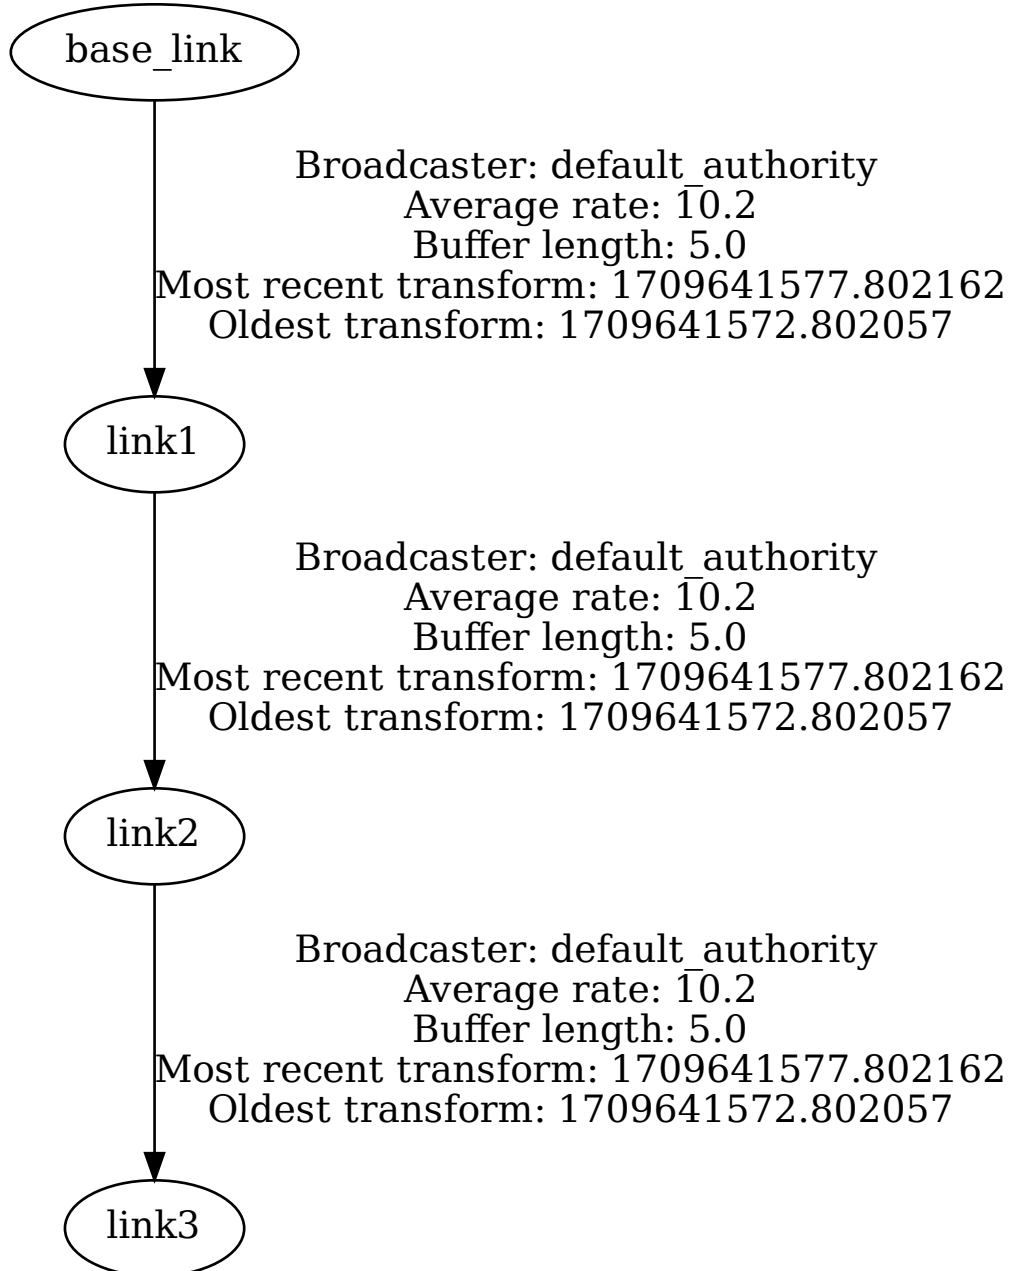 base_link
Broadcaster: default_authority
Average rate: 10.2
Buffer length: 5.0
Most recent transform: 1709641577.802162
Oldest transform: 1709641572.802057
link1
Broadcaster: default_authority
Average rate: 10.2
Buffer length: 5.0
Most recent transform: 1709641577.802162
Oldest transform: 1709641572.802057
link2
Broadcaster: default_authority
Average rate: 10.2
Buffer length: 5.0
Most recent transform: 1709641577.802162
Oldest transform: 1709641572.802057
link3